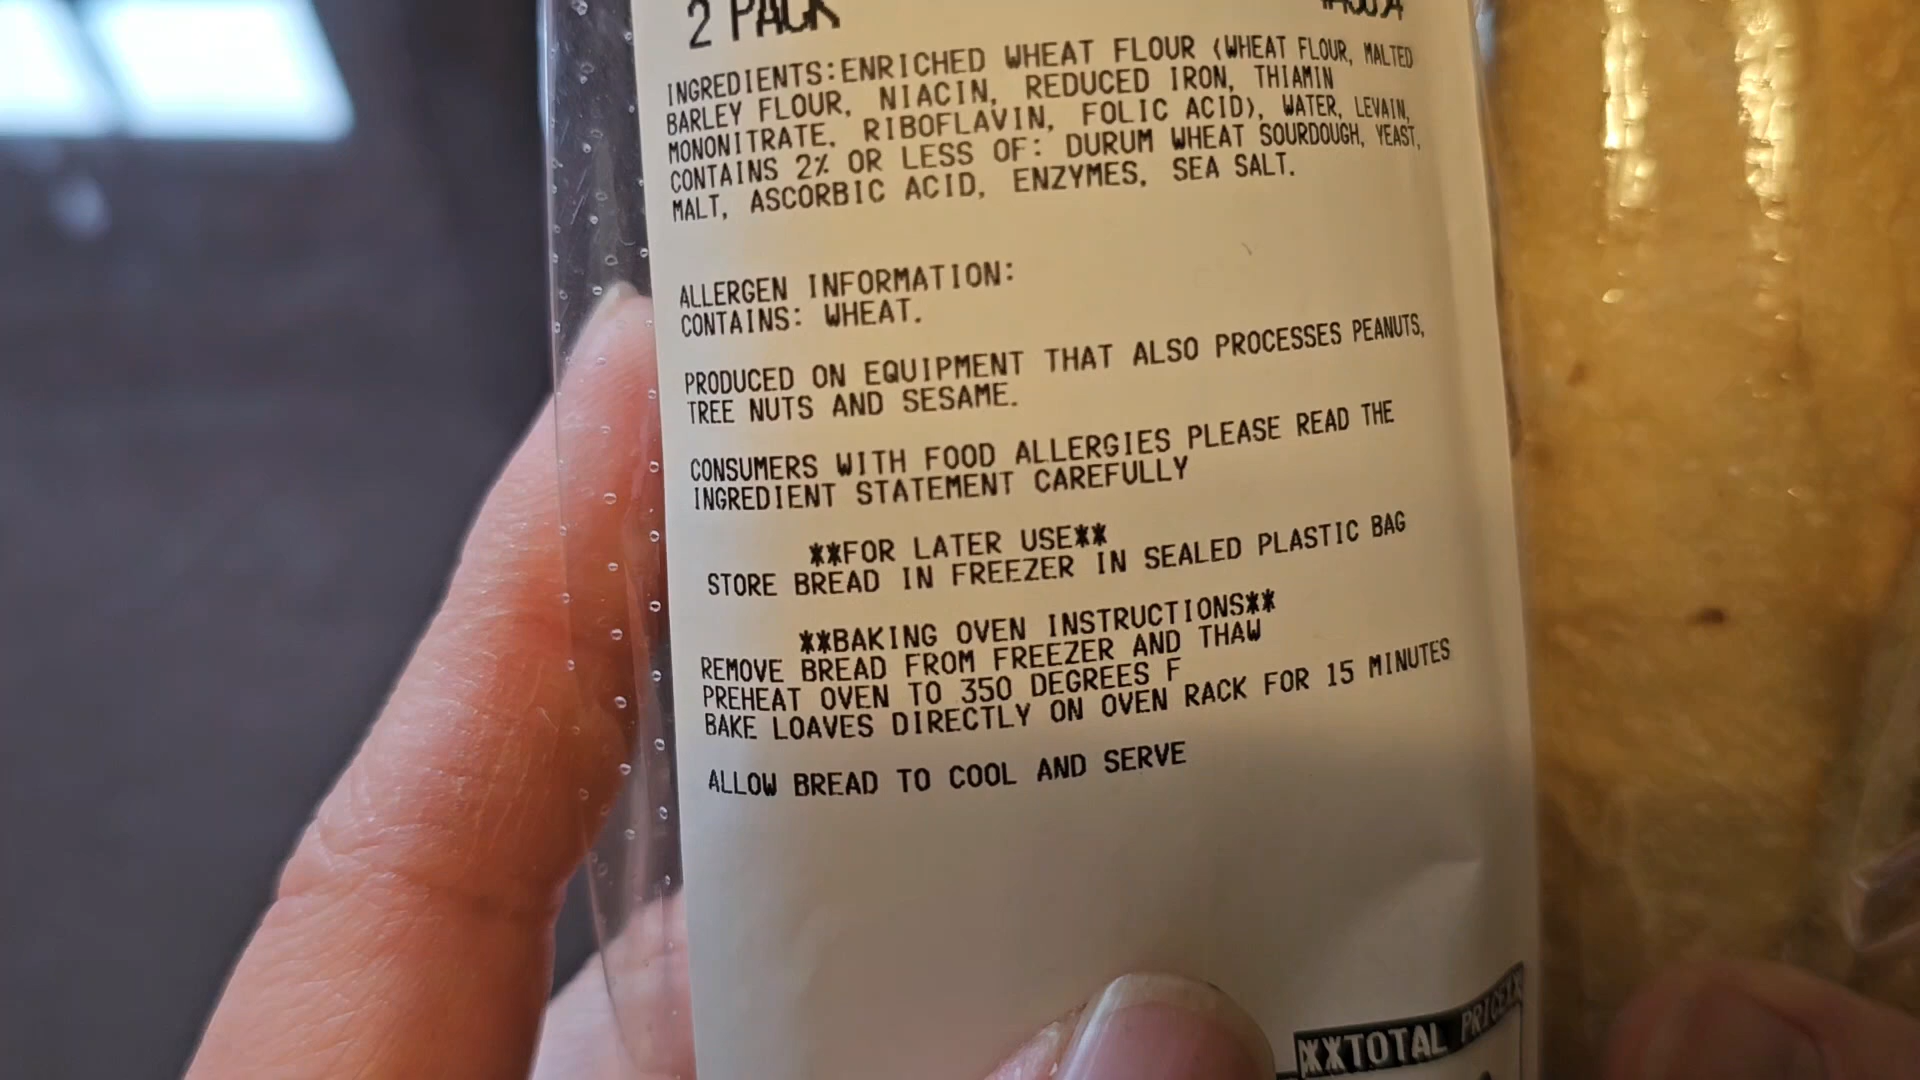 2 PACK
INGREDIENTS:ENRICHED WHEAT FLOUR (WHEAT FLOUR, MALTED
BARLEY FLOUR, NIACIN, REDUCED IRON, THIAMIN
MONONITRATE, RIBOFLAVIN, FOLIC ACID), WATER, LEVAIN,
CONTAINS 2% OR LESS OF: DURUM WHEAT SOURDOUGH, YEAST,
MALT, ASCORBIC ACID, ENZYMES, SEA SALT.
ALLERGEN INFORMATION:
CONTAINS: WHEAT.
PRODUCED ON EQUIPMENT THAT ALSO PROCESSES PEANUTS,
TREE NUTS AND SESAME.
CONSUMERS WITH FOOD ALLERGIES PLEASE READ THE
INGREDIENT STATEMENT CAREFULLY
**FOR LATER USE**
STORE BREAD IN FREEZER IN SEALED PLASTIC BAG
**BAKING OVEN INSTRUCTIONS**
REMOVE BREAD FROM FREEZER AND THAW
PREHEAT OVEN TO 350 DEGREES F
BAKE LOAVES DIRECTLY ON OVEN RACK FOR 15 MINUTES
ALLOW BREAD TO COOL AND SERVE
**TOTAL PRICE**